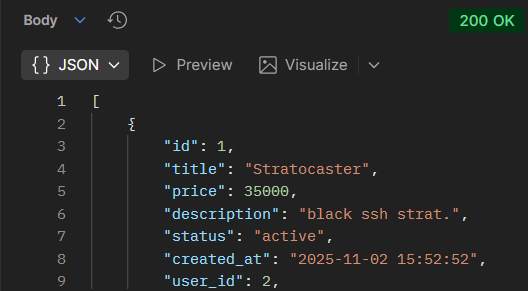 Body 200 OK
{} JSON Preview Visualize
1 [
2 {
3 "id": 1,
4 "title": "Stratocaster",
5 "price": 35000,
6 "description": "black ssh strat.",
7 "status": "active",
8 "created_at": "2025-11-02 15:52:52",
9 "user_id": 2,